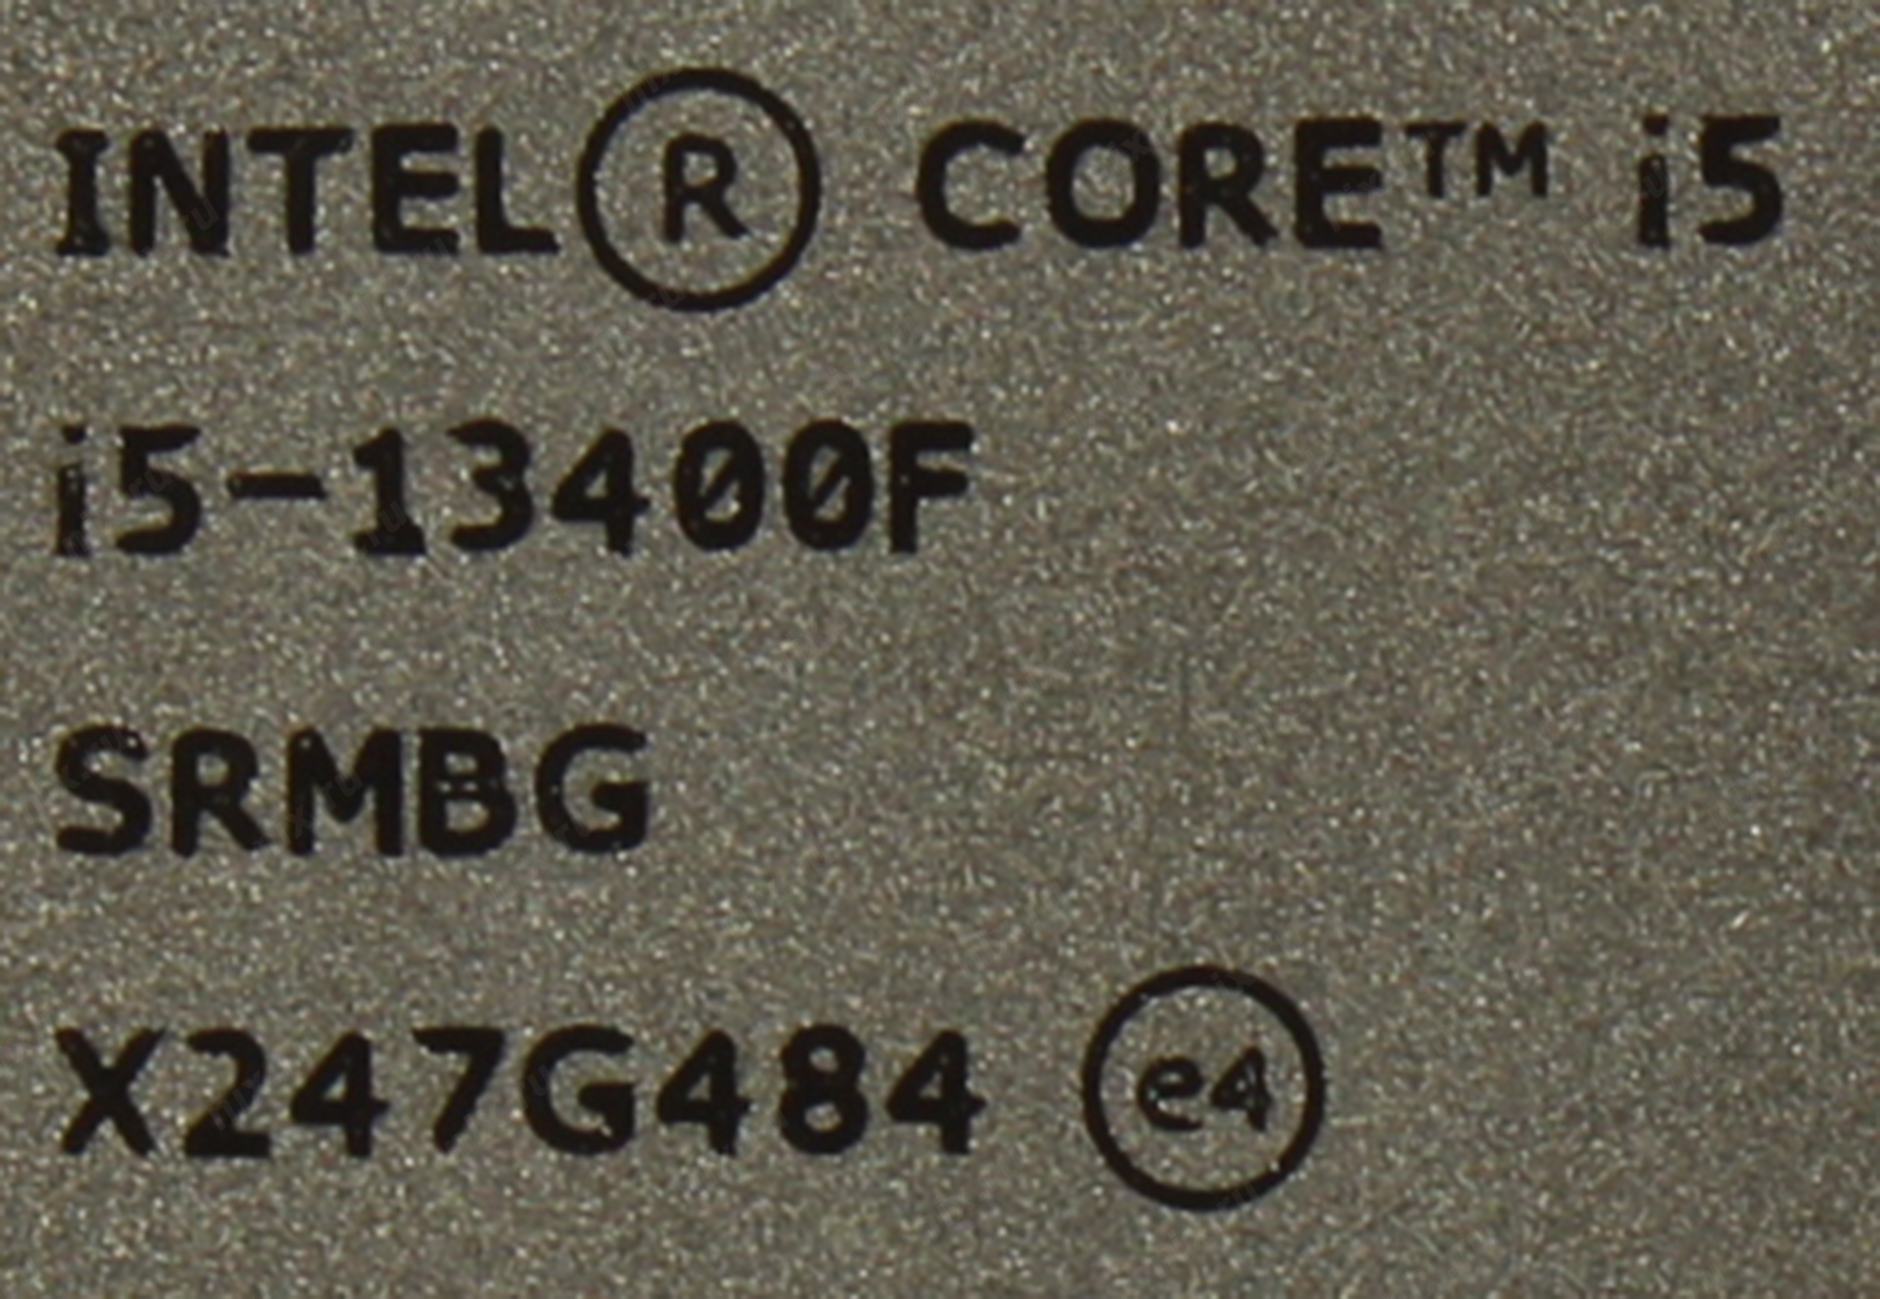 INTEL® CORE™ i5
i5-13400F
SRMBG
X247G484 e4